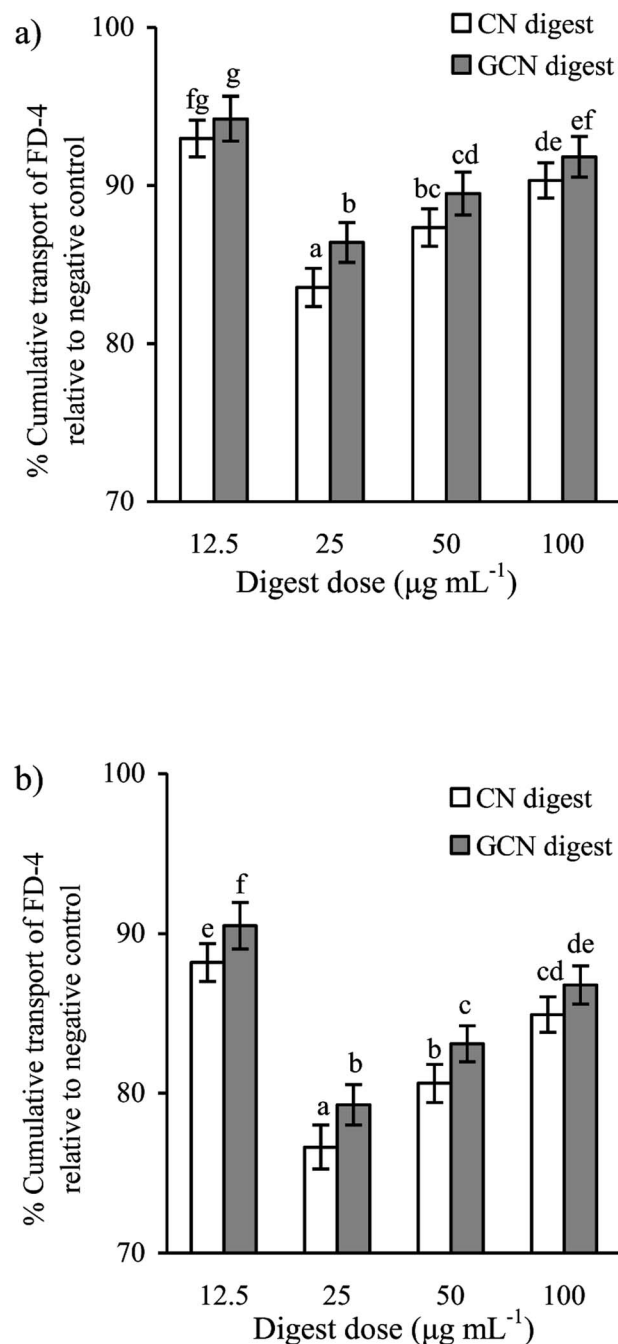 a)
100
90
80
70
% Cumulative transport of FD-4
relative to negative control
CN digest
GCN digest
fg
g
a
b
bc
cd
de
ef
12.5 25 50 100
Digest dose (μg mL⁻¹)
b)
100
90
80
70
% Cumulative transport of FD-4
relative to negative control
CN digest
GCN digest
e
f
a
b
b
c
cd
de
12.5 25 50 100
Digest dose (μg mL⁻¹)